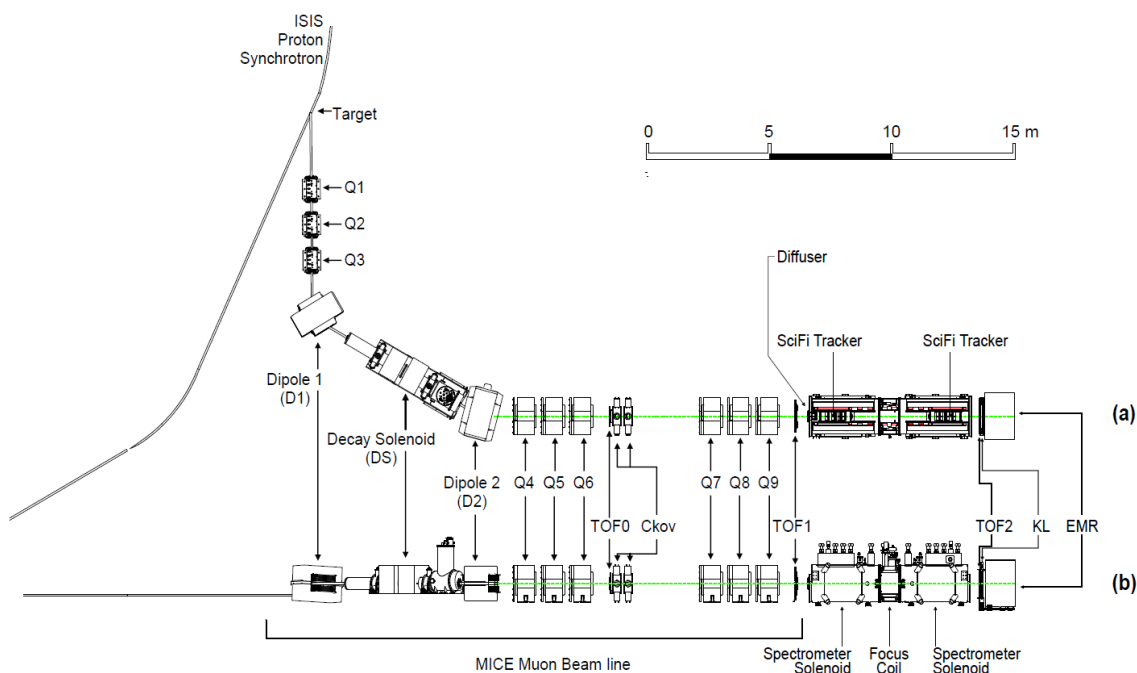 ISIS
Proton
Synchrotron
Target
0 5 10 15 m
Q1
Q2
Q3
Diffuser
SciFi Tracker SciFi Tracker
Dipole 1
(D1)
(a)
Decay Solenoid
(DS)
Dipole 2
(D2)
Q4 Q5 Q6 Q7 Q8 Q9
TOF0 Ckov TOF1 TOF2 KL EMR
(b)
MICE Muon Beam line
Spectrometer
Solenoid
Focus
Coil
Spectrometer
Solenoid